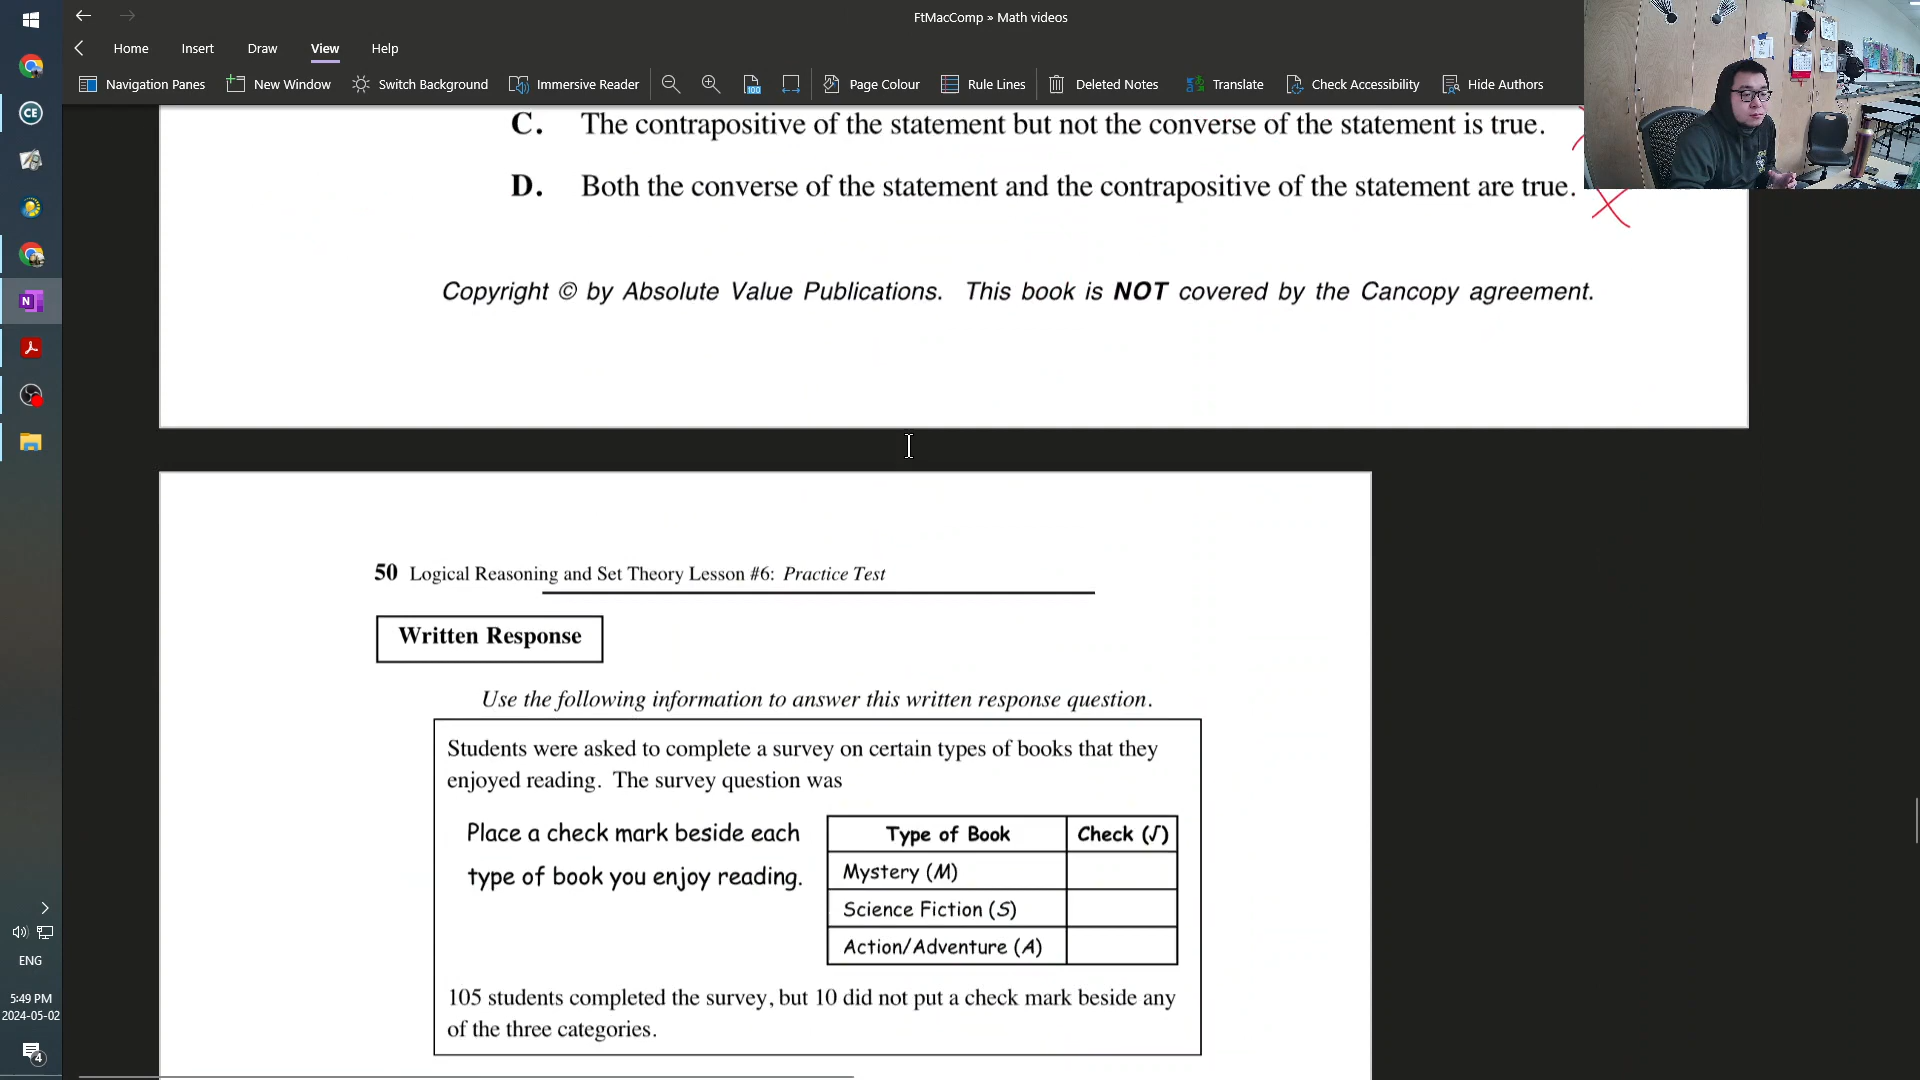 FtMacComp » Math videos
Home Insert Draw View Help
Navigation Panes New Window Switch Background Immersive Reader 100 Page Colour Rule Lines Deleted Notes Translate Check Accessibility Hide Authors
C. The contrapositive of the statement but not the converse of the statement is true.
D. Both the converse of the statement and the contrapositive of the statement are true.
Copyright © by Absolute Value Publications. This book is NOT covered by the Cancopy agreement.
50 Logical Reasoning and Set Theory Lesson #6: Practice Test
Written Response
Use the following information to answer this written response question.
Students were asked to complete a survey on certain types of books that they
enjoyed reading. The survey question was
Place a check mark beside each
type of book you enjoy reading.
Type of Book Check (√)
Mystery (M)
Science Fiction (S)
Action/Adventure (A)
105 students completed the survey, but 10 did not put a check mark beside any
of the three categories.
CE
N
ENG
5:49 PM
2024-05-02
4